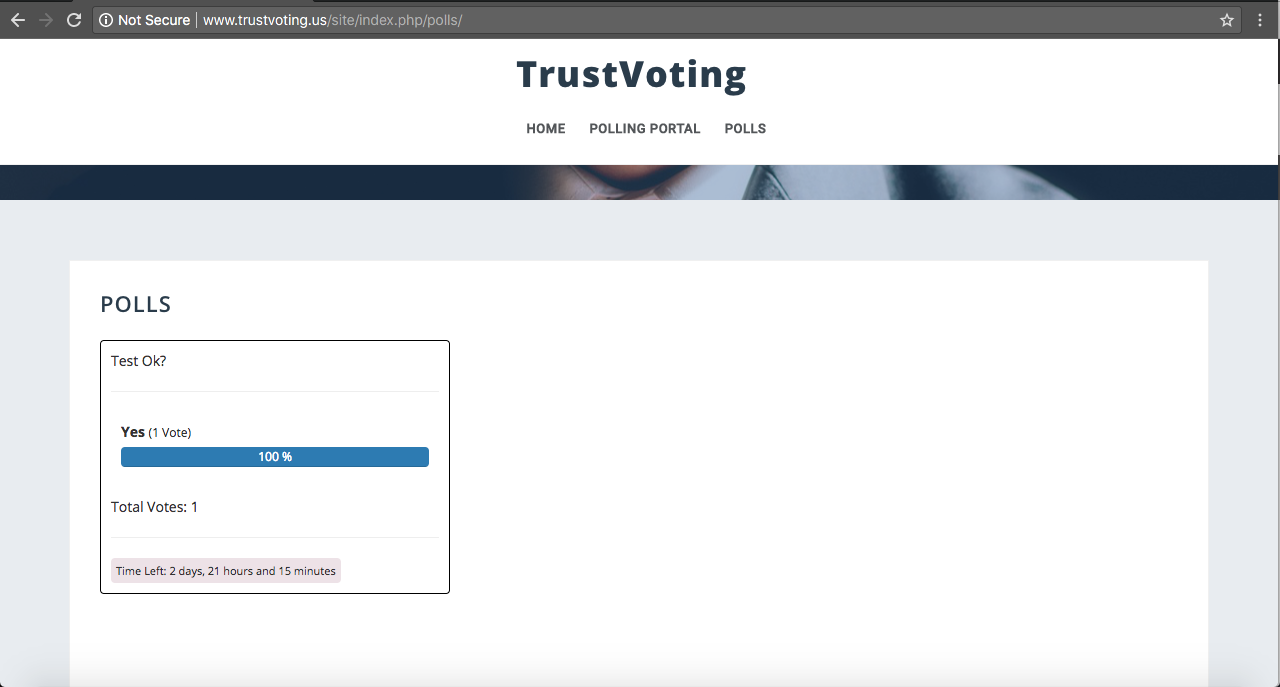 Not Secure | www.trustvoting.us/site/index.php/polls/
TrustVoting
HOME POLLING PORTAL POLLS
POLLS
Test Ok?
Yes (1 Vote)
100 %
Total Votes: 1
Time Left: 2 days, 21 hours and 15 minutes